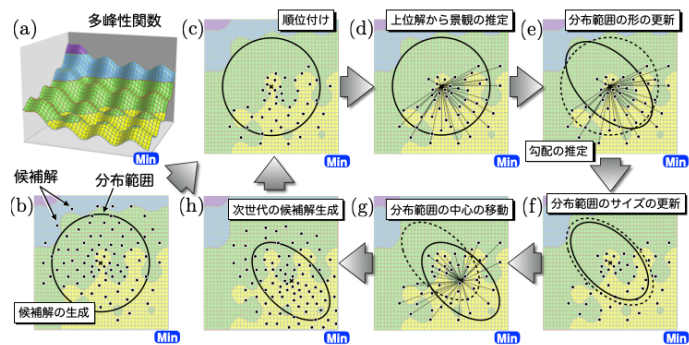 (a)
多峰性関数
Min
(c)
順位付け
(d)
上位解から景観の推定
(e)
分布範囲の形の更新
勾配の推定
候補解
分布範囲
(b)
候補解の生成
Min
(h)
次世代の候補解生成
Min
(g)
分布範囲の中心の移動
Min
(f)
分布範囲のサイズの更新
Min